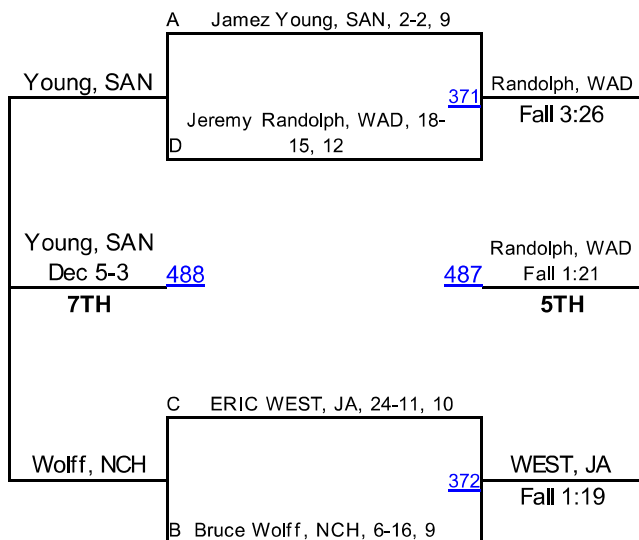 A Jamez Young, SAN, 2-2, 9
Young, SAN
371
Randolph, WAD
Fall 3:26
Jeremy Randolph, WAD, 18-
D 15, 12
Young, SAN
Dec 5-3
488
7TH
487
Randolph, WAD
Fall 1:21
5TH
C ERIC WEST, JA, 24-11, 10
Wolff, NCH
372
WEST, JA
Fall 1:19
B Bruce Wolff, NCH, 6-16, 9